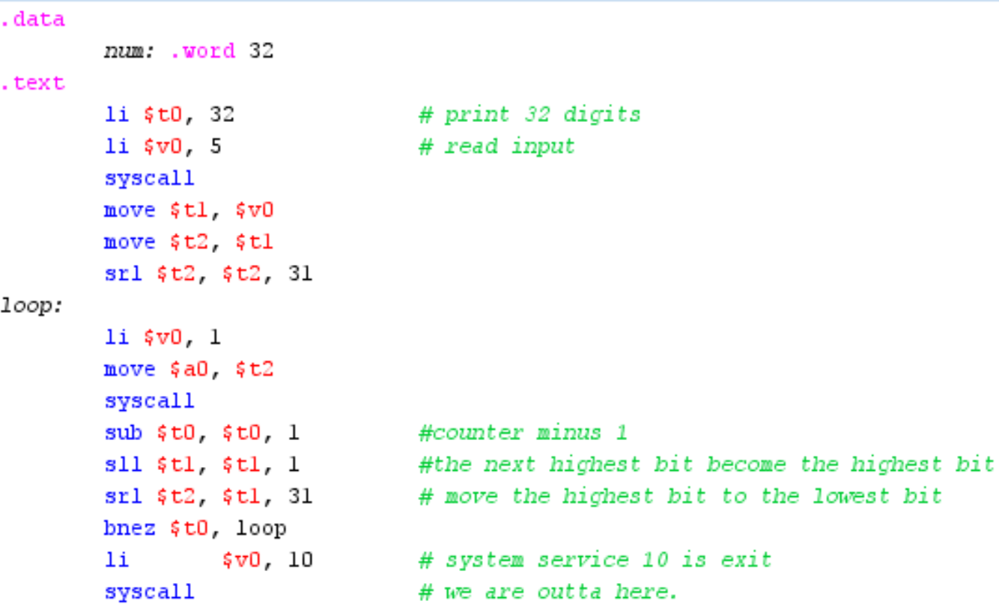 .data
num: .word 32
.text
li $t0, 32 # print 32 digits
li $v0, 5 # read input
syscall
move $t1, $v0
move $t2, $t1
srl $t2, $t2, 31
loop:
li $v0, 1
move $a0, $t2
syscall
sub $t0, $t0, 1 #counter minus 1
sll $t1, $t1, 1 #the next highest bit become the highest bit
srl $t2, $t1, 31 # move the highest bit to the lowest bit
bnez $t0, loop
li $v0, 10 # system service 10 is exit
syscall # we are outta here.